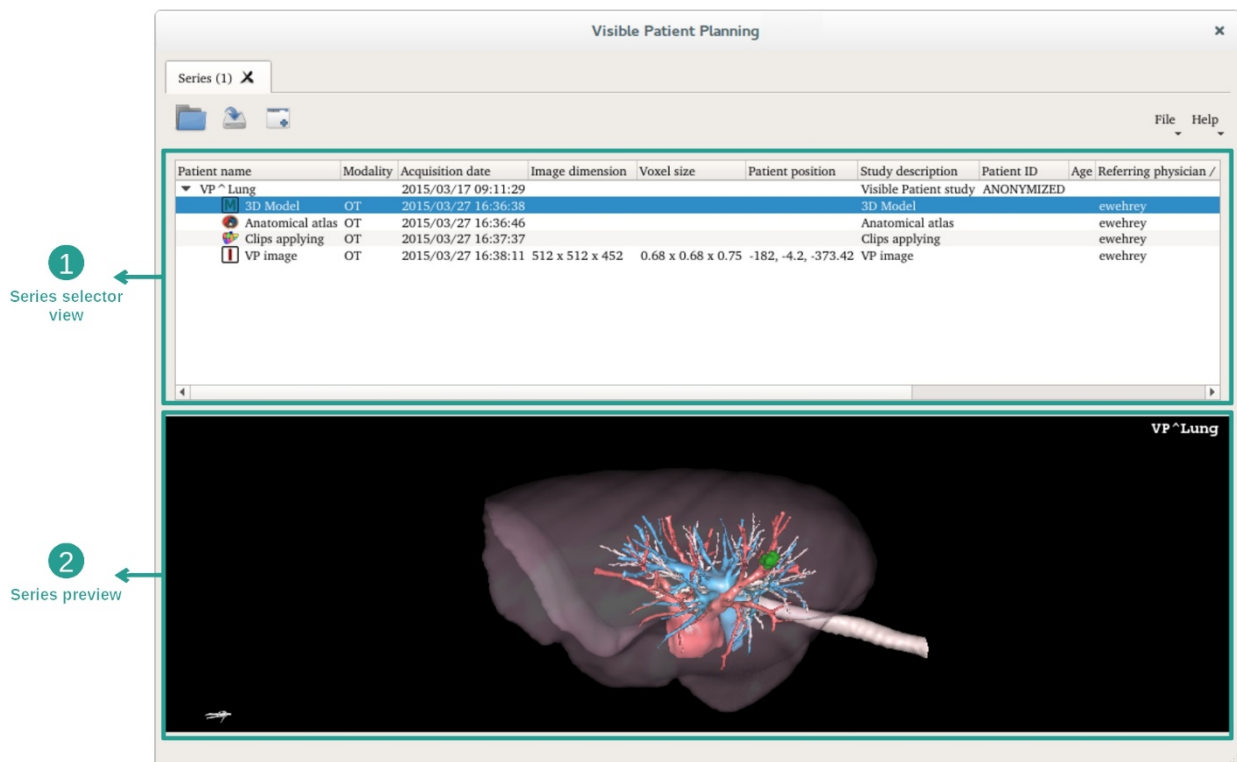 Visible Patient Planning
Series (1)
File Help
Patient name Modality Acquisition date Image dimension Voxel size Patient position Study description Patient ID Age Referring physician /
VP^Lung 2015/03/17 09:11:29 Visible Patient study ANONYMIZED
M 3D Model OT 2015/03/27 16:36:38 3D Model ewehrey
Anatomical atlas OT 2015/03/27 16:36:46 Anatomical atlas ewehrey
Clips applying OT 2015/03/27 16:37:37 Clips applying ewehrey
I VP image OT 2015/03/27 16:38:11 512 x 512 x 452 0.68 x 0.68 x 0.75 -182, -4.2, -373.42 VP image ewehrey
1
Series selector
view
VP^Lung
2
Series preview